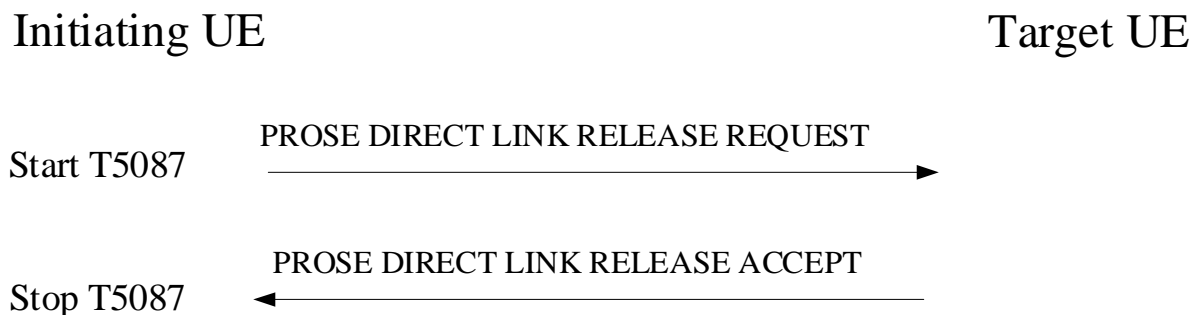 Initiating UE Target UE
PROSE DIRECT LINK RELEASE REQUEST
Start T5087
PROSE DIRECT LINK RELEASE ACCEPT
Stop T5087